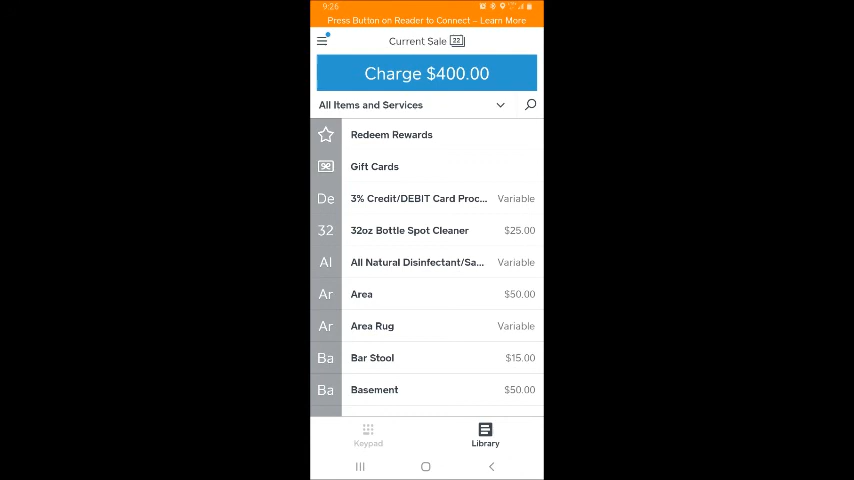 9:26
Press Button on Reader to Connect – Learn More
Current Sale 22
Charge $400.00
All Items and Services
Redeem Rewards
Gift Cards
De 3% Credit/DEBIT Card Proc... Variable
32 32oz Bottle Spot Cleaner $25.00
Al All Natural Disinfectant/Sa... Variable
Ar Area $50.00
Ar Area Rug Variable
Ba Bar Stool $15.00
Ba Basement $50.00
Keypad Library